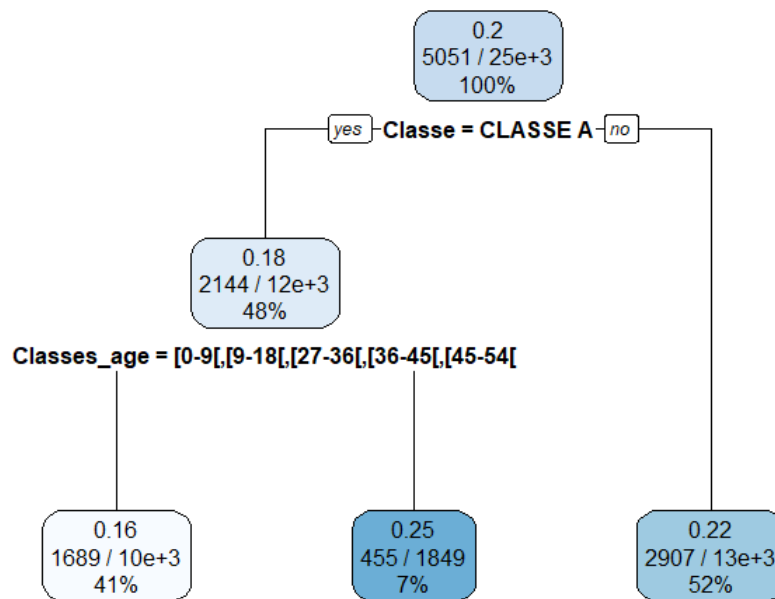 0.2
5051 / 25e+3
100%
yes Classe = CLASSE A no
0.18
2144 / 12e+3
48%
Classes_age = [0-9[,[9-18[,[27-36[,[36-45[,[45-54[
0.16
1689 / 10e+3
41%
0.25
455 / 1849
7%
0.22
2907 / 13e+3
52%